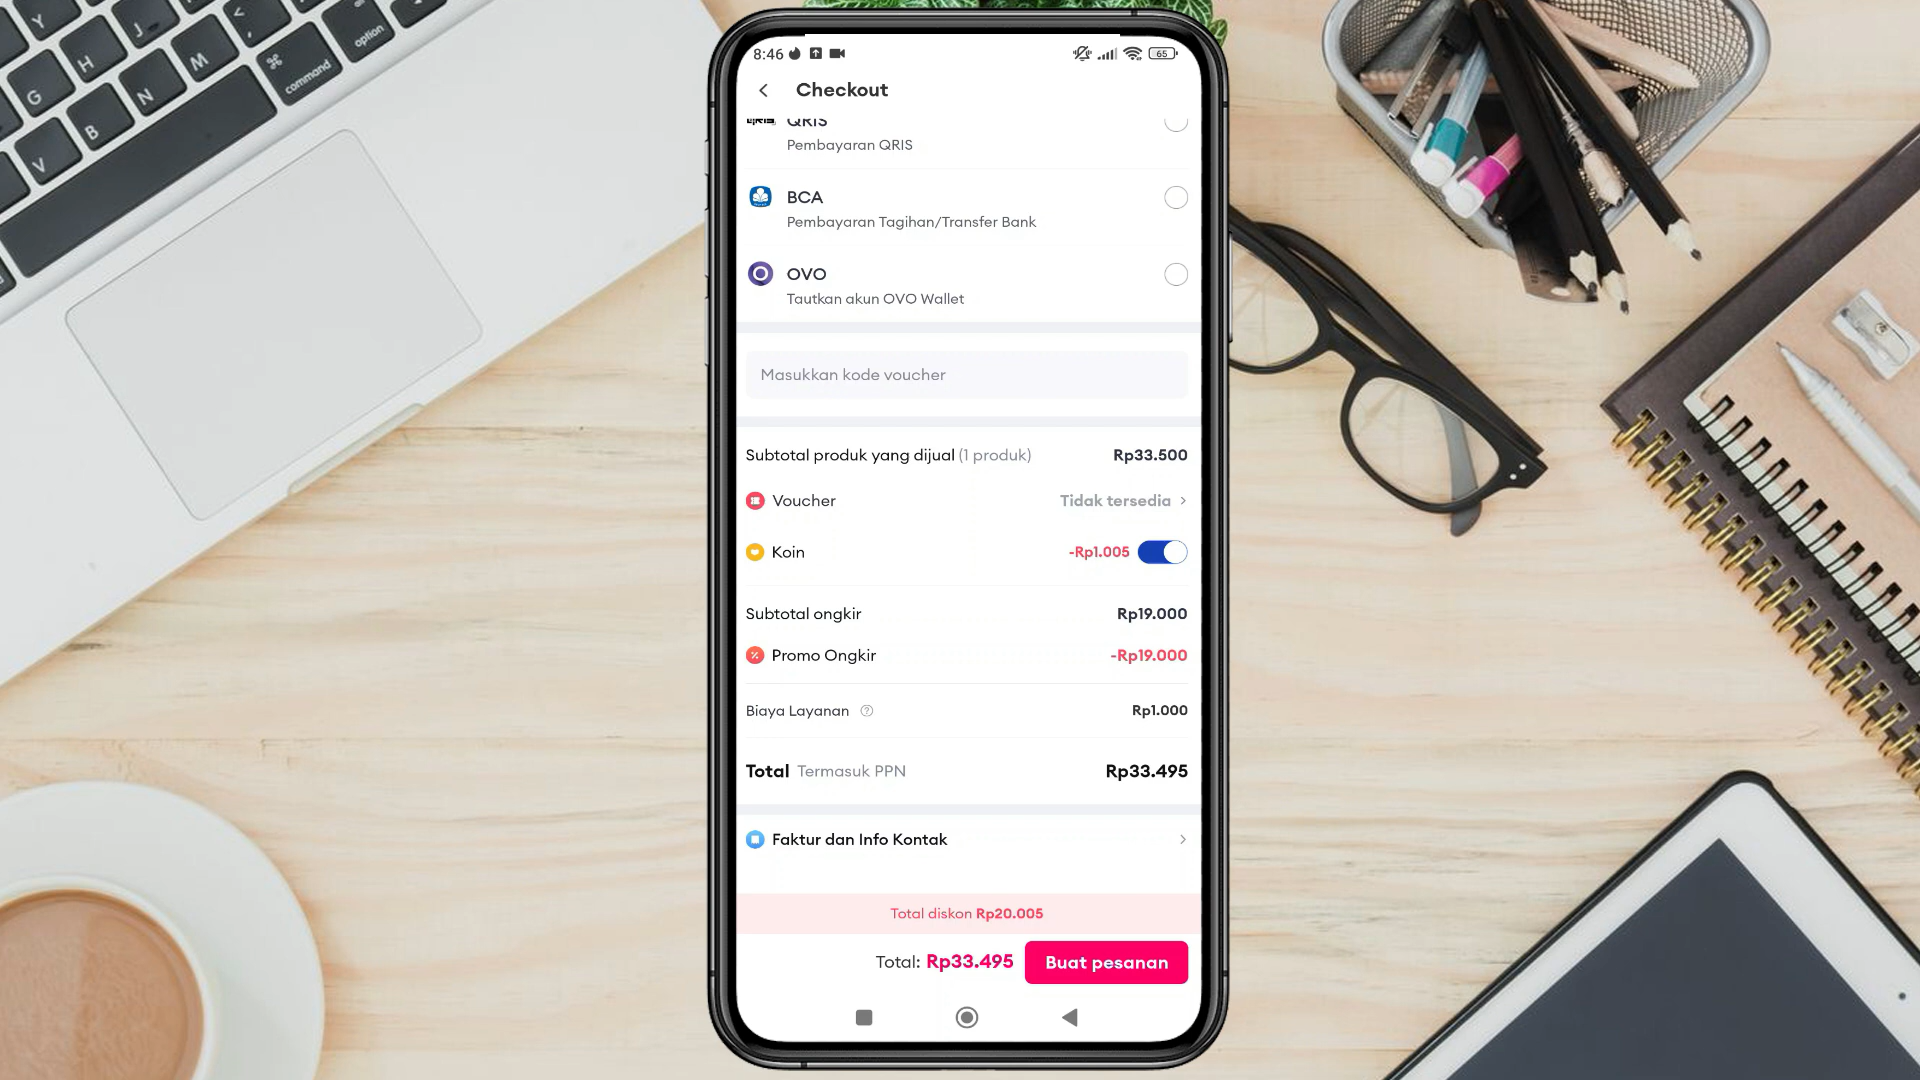 8:46
65
Checkout
QRIS
Pembayaran QRIS
BCA
Pembayaran Tagihan/Transfer Bank
OVO
Tautkan akun OVO Wallet
Masukkan kode voucher
Subtotal produk yang dijual (1 produk) Rp33.500
Voucher Tidak tersedia
Koin -Rp1.005
Subtotal ongkir Rp19.000
Promo Ongkir -Rp19.000
Biaya Layanan ? Rp1.000
Total Termasuk PPN Rp33.495
Faktur dan Info Kontak
Total diskon Rp20.005
Total: Rp33.495 Buat pesanan
Y
H
J
G
N
M
<
B
V
⌘
command
option